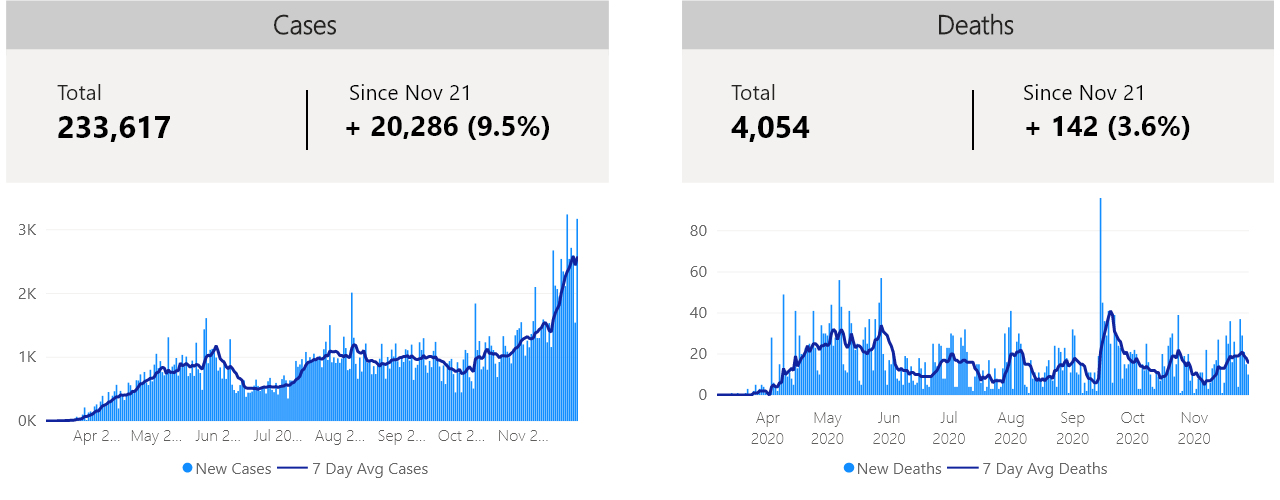 Cases
Total
233,617
Since Nov 21
+ 20,286 (9.5%)
3K
2K
1K
0K
Apr 2... May 2... Jun 2... Jul 20... Aug 2... Sep 2... Oct 2... Nov 2...
New Cases 7 Day Avg Cases
Deaths
Total
4,054
Since Nov 21
+ 142 (3.6%)
80
60
40
20
0
Apr May Jun Jul Aug Sep Oct Nov
2020 2020 2020 2020 2020 2020 2020 2020
New Deaths 7 Day Avg Deaths